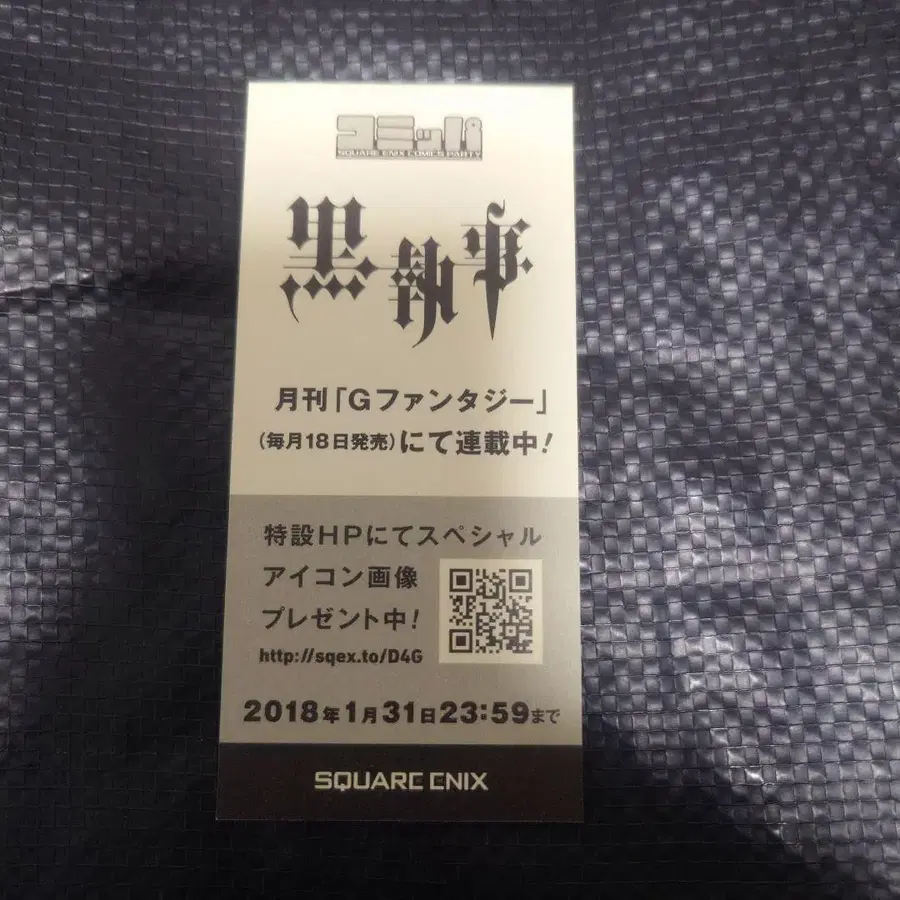 コミッパ
SQUARE ENIX COMICS PARTY
黒執事
月刊「Gファンタジー」
(毎月18日発売)にて連載中!
特設HPにてスペシャル
アイコン画像
プレゼント中!
http://sqex.to/D4G
2018年1月31日23:59まで
SQUARE ENIX